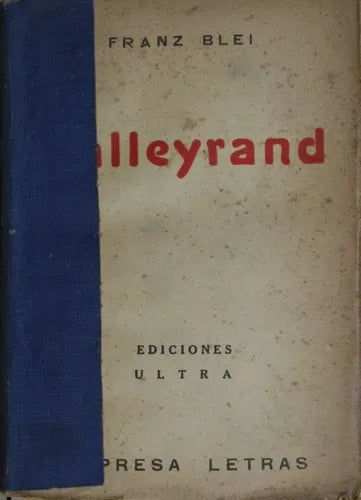 FRANZ BLEI
alleyrand
EDICIONES
ULTRA
PRESA LETRAS